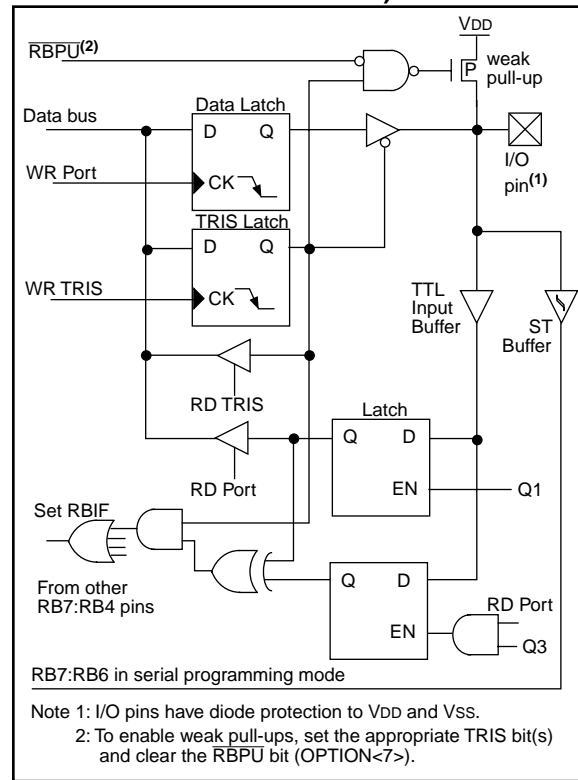 VDD
RBPU(2)
weak
pull-up
P
Data Latch
Data bus
D Q
I/O
pin(1)
WR Port
CK
TRIS Latch
D Q
WR TRIS
CK
TTL
Input
Buffer
ST
Buffer
RD TRIS
Latch
Q D
RD Port
EN
Q1
Set RBIF
From other
RB7:RB4 pins
Q D
RD Port
EN
Q3
RB7:RB6 in serial programming mode
Note 1: I/O pins have diode protection to VDD and VSS.
2: To enable weak pull-ups, set the appropriate TRIS bit(s)
and clear the RBPU bit (OPTION<7>).